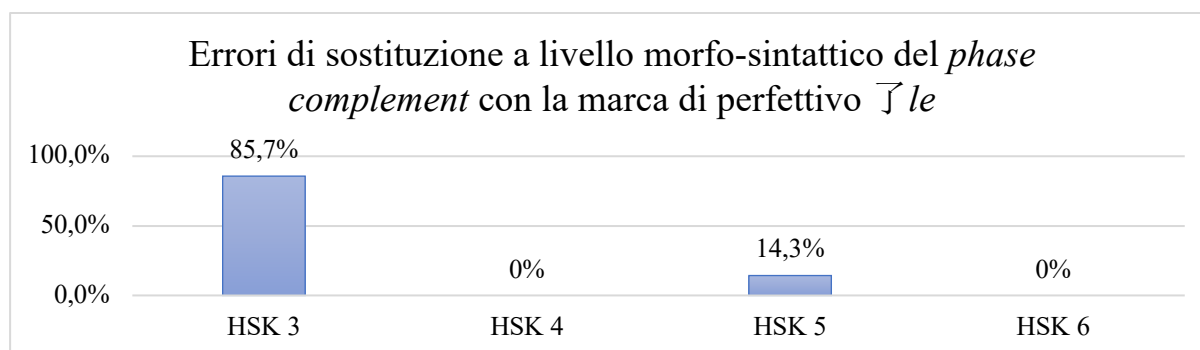 Errori di sostituzione a livello morfo-sintattico del phase
complement con la marca di perfettivo 了 le
100,0%
85,7%
50,0%
14,3%
0%
0%
0,0%
HSK 3
HSK 4
HSK 5
HSK 6